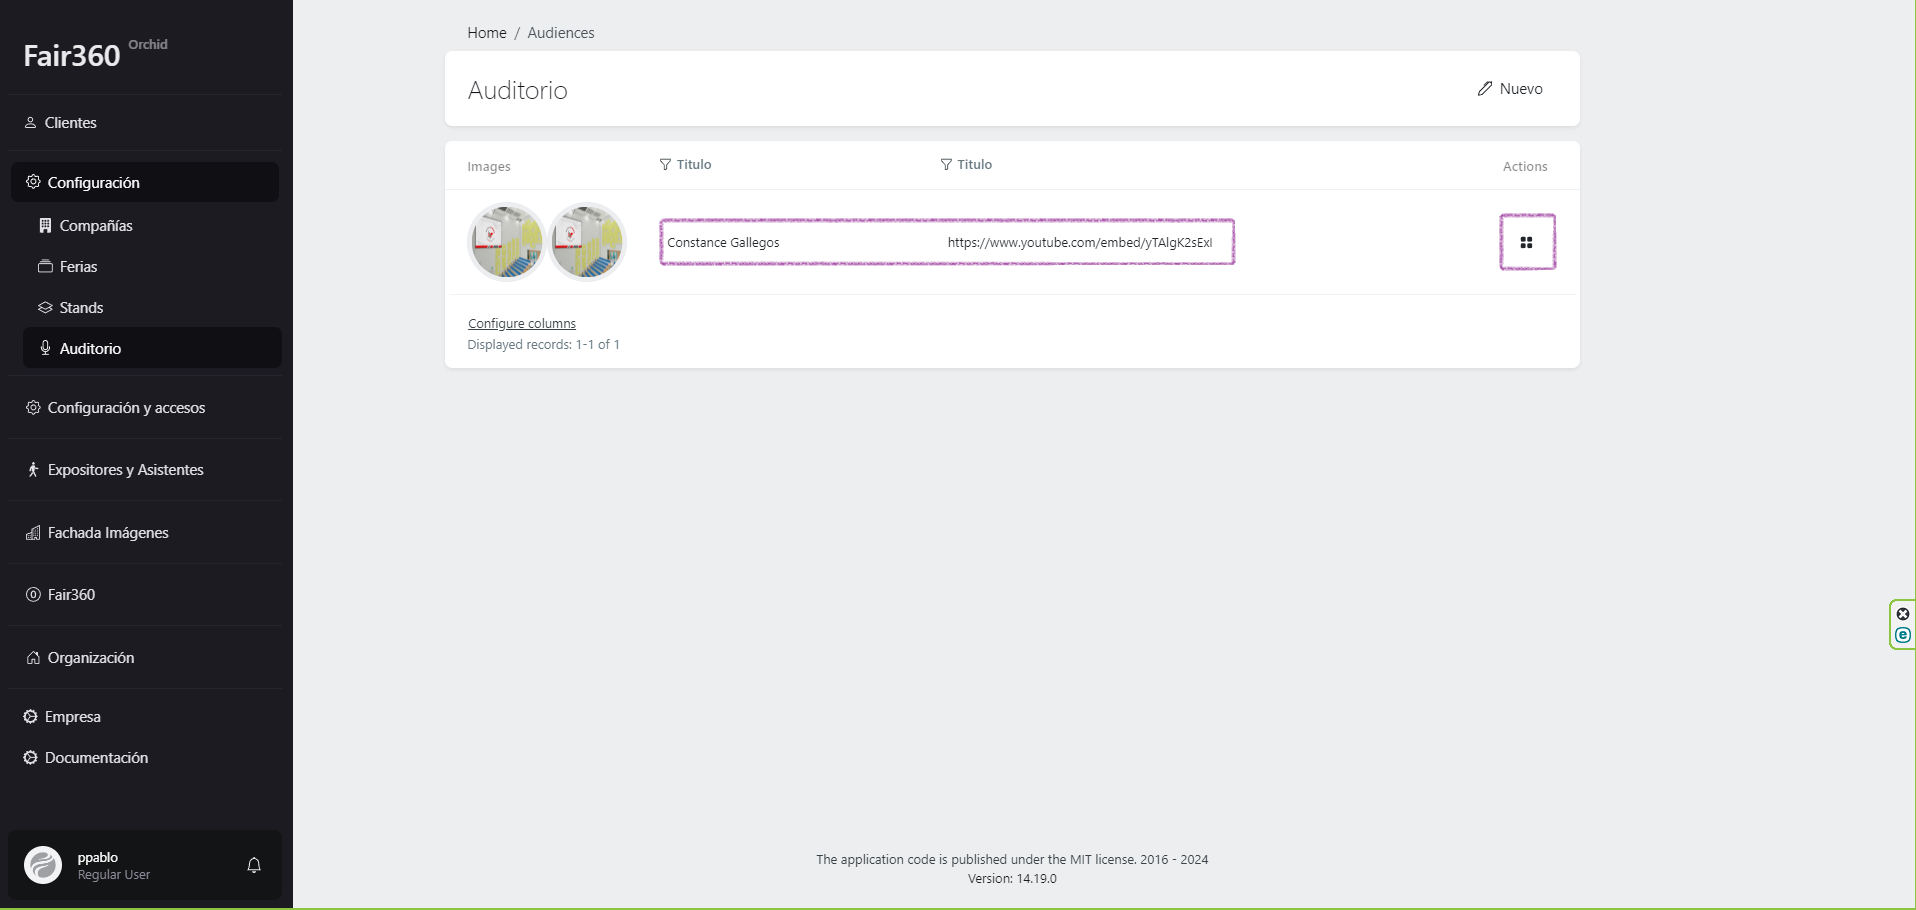 Fair360 Orchid
Clientes
Configuración
Compañías
Ferias
Stands
Auditorio
Configuración y accesos
Expositores y Asistentes
Fachada Imágenes
Fair360
Organización
Empresa
Documentación
ppablo
Regular User
Home / Audiences
Auditorio
Nuevo
Images Titulo Titulo Actions
Constance Gallegos https://www.youtube.com/embed/yTAlgK2sExI
Configure columns
Displayed records: 1-1 of 1
The application code is published under the MIT license. 2016 - 2024
Version: 14.19.0